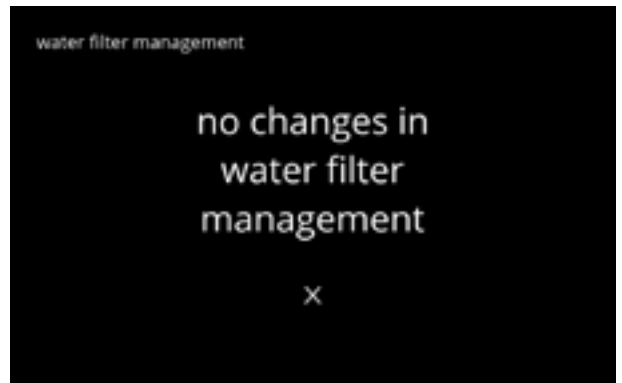 water filter management
no changes in
water filter
management
x